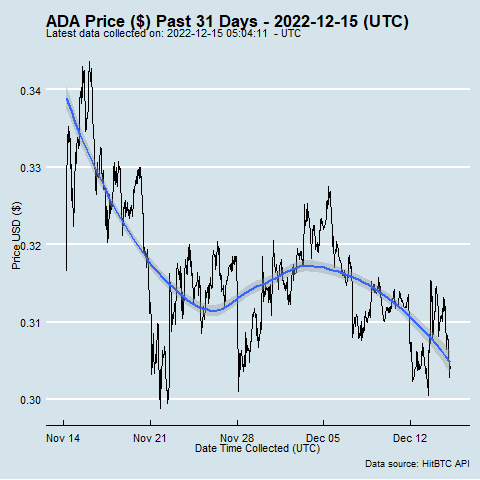 ADA Price ($) Past 31 Days - 2022-12-15 (UTC)
Latest data collected on: 2022-12-15 05:04:11 - UTC
Price USD ($)
0.34
0.33
0.32
0.31
0.30
Nov 14 Nov 21 Nov 28 Dec 05 Dec 12
Date Time Collected (UTC)
Data source: HitBTC API